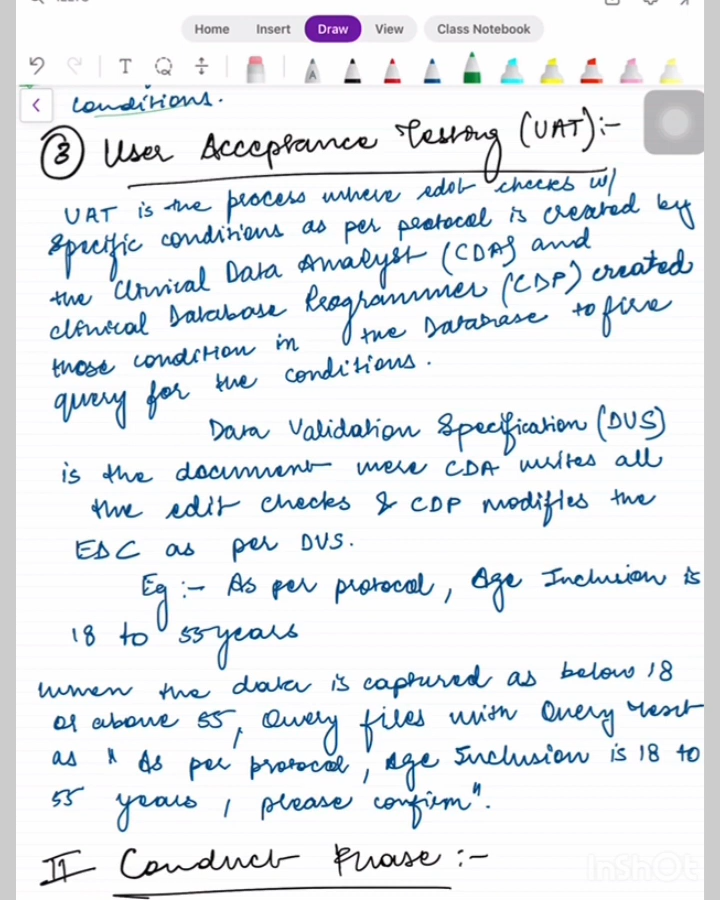 Home Insert Draw View Class Notebook
conditions.
③ User Acceptance Testing (UAT):-
UAT is the process where edit checks w/
specific conditions as per protocol is created by
the Clinical Data Analyst (CDA) and
clinical Database Programmer (CDP) created
those condition in the Database to fire
query for the conditions.
Data Validation Specification (DUS)
is the document were CDA writes all
the edit checks & CDP modifies the
EDC as per DUS.
Eg :- As per protocol, Age Inclusion is
18 to 55 years
When the data is captured as below 18
or above 55, Query files with Query text
as "As per protocol, Age Inclusion is 18 to
55 years, please confirm".
II Conduct Phase :-
InShOt